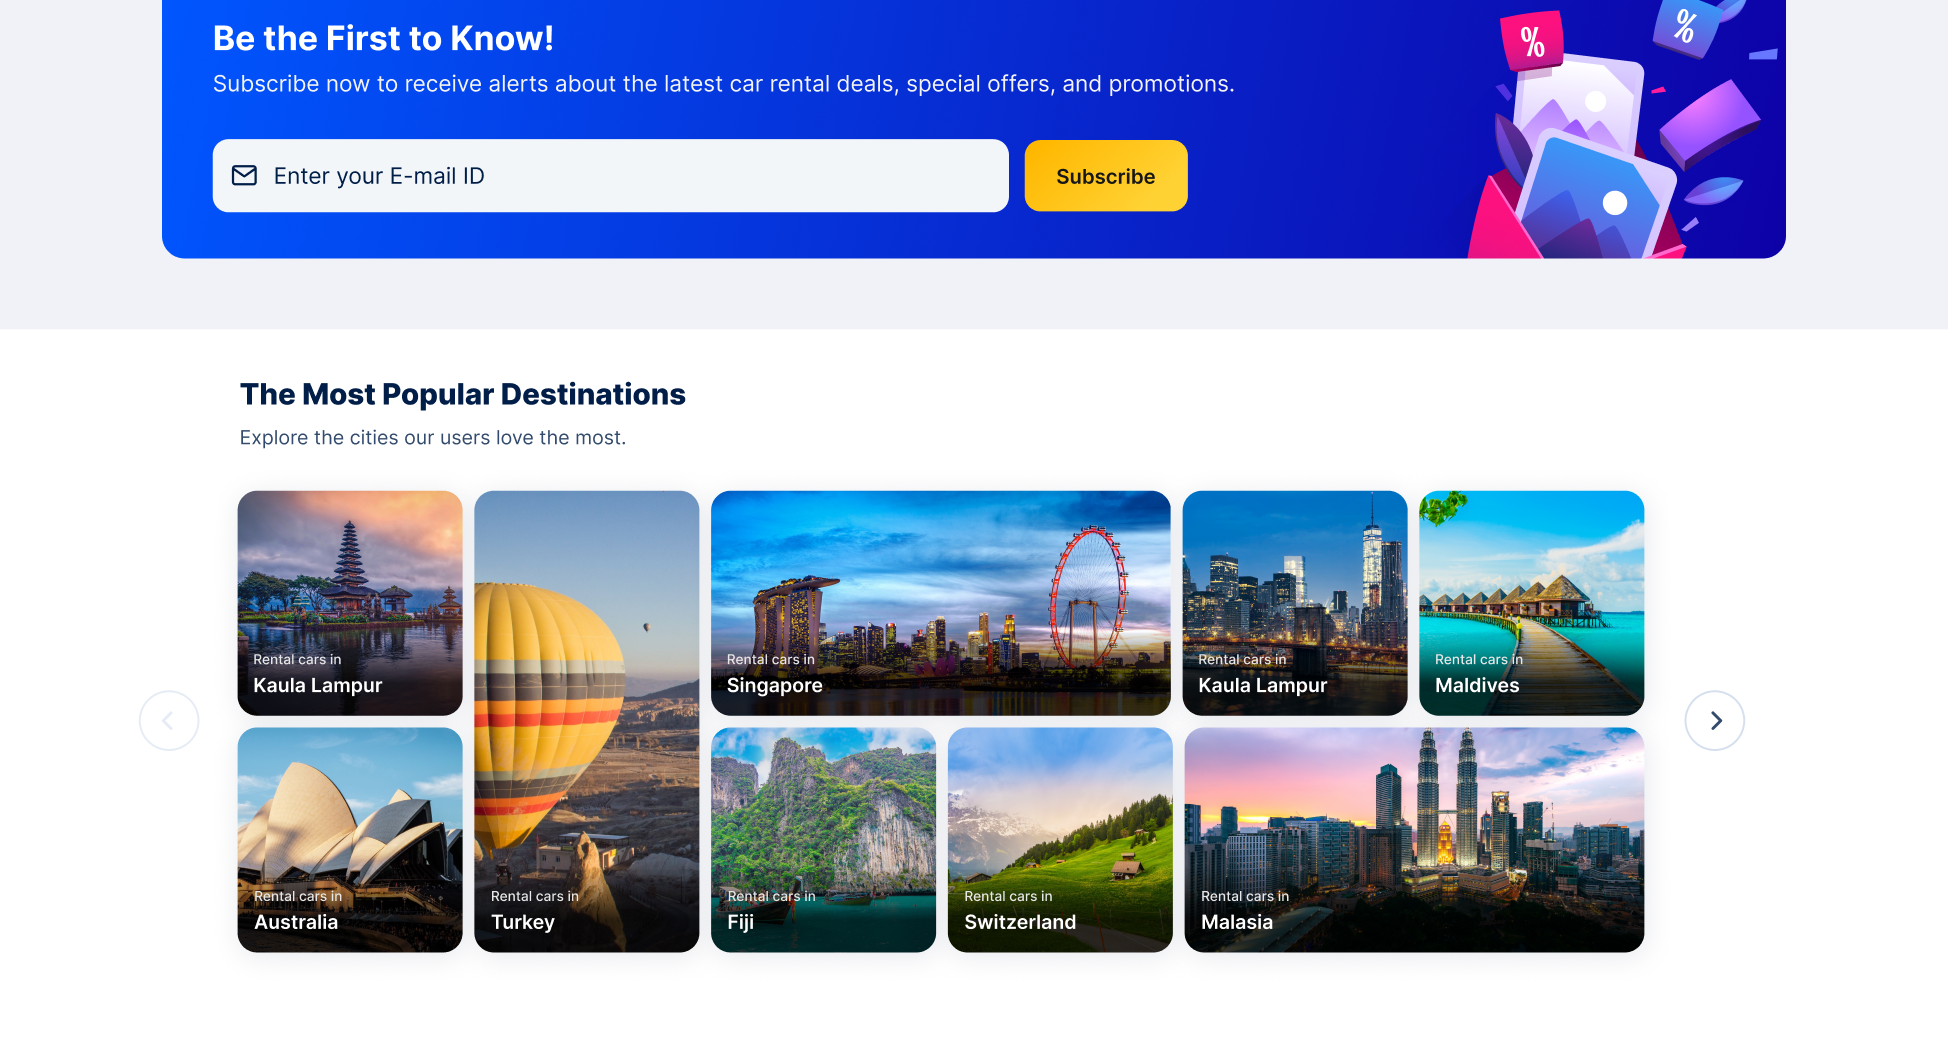 Be the First to Know!
Subscribe now to receive alerts about the latest car rental deals, special offers, and promotions.
Enter your E-mail ID
Subscribe
%
%
The Most Popular Destinations
Explore the cities our users love the most.
Rental cars in
Kaula Lampur
Rental cars in
Singapore
Rental cars in
Kaula Lampur
Rental cars in
Maldives
Rental cars in
Australia
Rental cars in
Turkey
Rental cars in
Fiji
Rental cars in
Switzerland
Rental cars in
Malasia